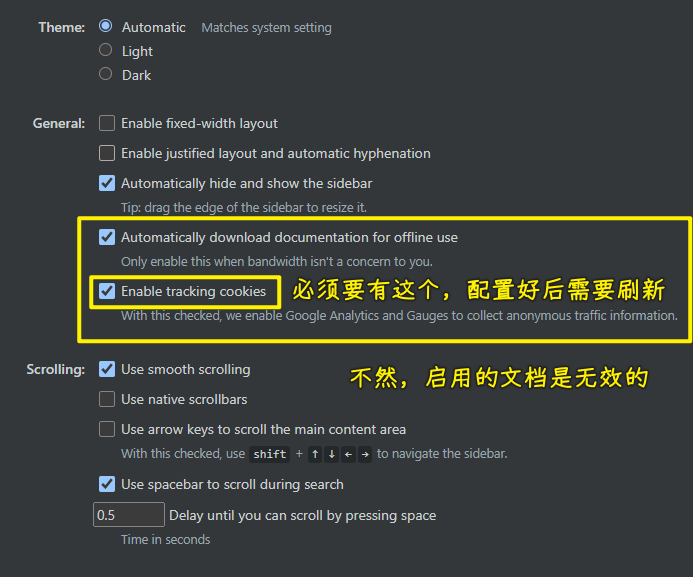 Theme: Automatic Matches system setting
Light
Dark
General: Enable fixed-width layout
Enable justified layout and automatic hyphenation
Automatically hide and show the sidebar
Tip: drag the edge of the sidebar to resize it.
Automatically download documentation for offline use
Only enable this when bandwidth isn't a concern to you.
Enable tracking cookies 必须要有这个，配置好后需要刷新
With this checked, we enable Google Analytics and Gauges to collect anonymous traffic information.
Scrolling: Use smooth scrolling 不然，启用的文档是无效的
Use native scrollbars
Use arrow keys to scroll the main content area
With this checked, use shift + ↑ ↓ ← → to navigate the sidebar.
Use spacebar to scroll during search
0.5 Delay until you can scroll by pressing space
Time in seconds